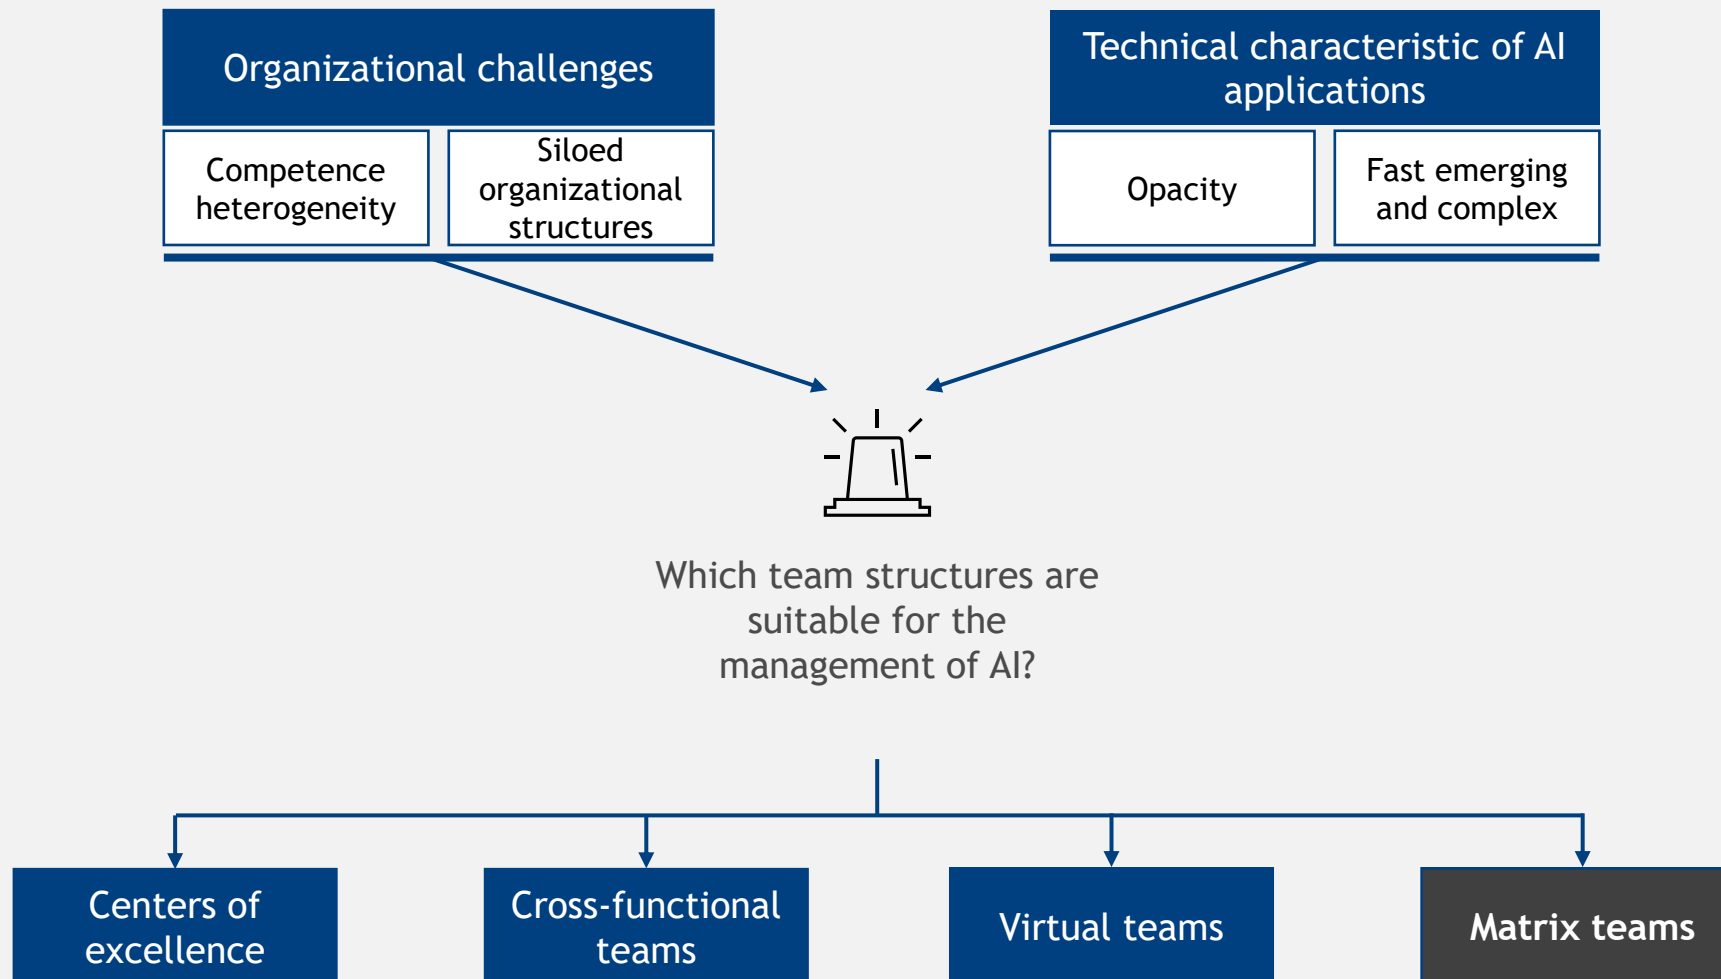 Organizational challenges
Technical characteristic of AI
applications
Competence
heterogeneity
Siloed
organizational
structures
Opacity
Fast emerging
and complex
Which team structures are
suitable for the
management of AI?
Centers of
excellence
Cross-functional
teams
Virtual teams
Matrix teams